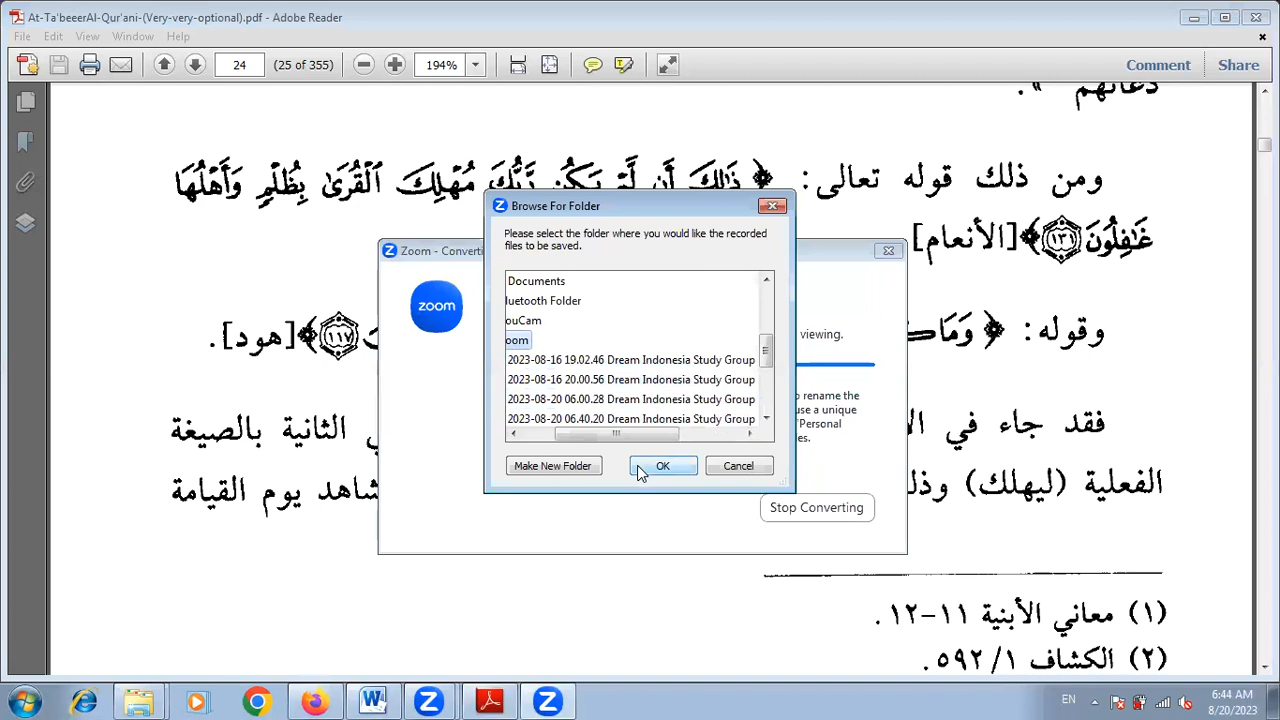 At-Ta'beeerAl-Qur'ani-(Very-very-optional).pdf - Adobe Reader
File Edit View Window Help
24 (25 of 355) 194% Comment Share
دعائهم » .
ومن ذلك قوله تعالى : ﴿ ذَٰلِكَ أَن لَّمْ يَكُن رَّبُّكَ مُهْلِكَ ٱلْقُرَىٰ بِظُلْمٍ وَأَهْلُهَا
غَٰفِلُونَ ١٣١﴾ [الأنعام]
وقوله : ﴿ ١١٧﴾ [هود] .
فقد جاء في الثانية بالصيغة
الفعلية (ليهلك) شاهد يوم القيامة
(١) معاني الأبنية ١١-١٢ .
(٢) الكشاف ١/ ٥٩٢ .
Zoom - Converti
zoom
viewing.
o rename the
use a unique
'Personal
es.
Stop Converting
Browse For Folder
Please select the folder where you would like the recorded
files to be saved.
Documents
luetooth Folder
ouCam
oom
2023-08-16 19.02.46 Dream Indonesia Study Group
2023-08-16 20.00.56 Dream Indonesia Study Group
2023-08-20 06.00.28 Dream Indonesia Study Group
2023-08-20 06.40.20 Dream Indonesia Study Group
Make New Folder OK Cancel
EN
6:44 AM
8/20/2023